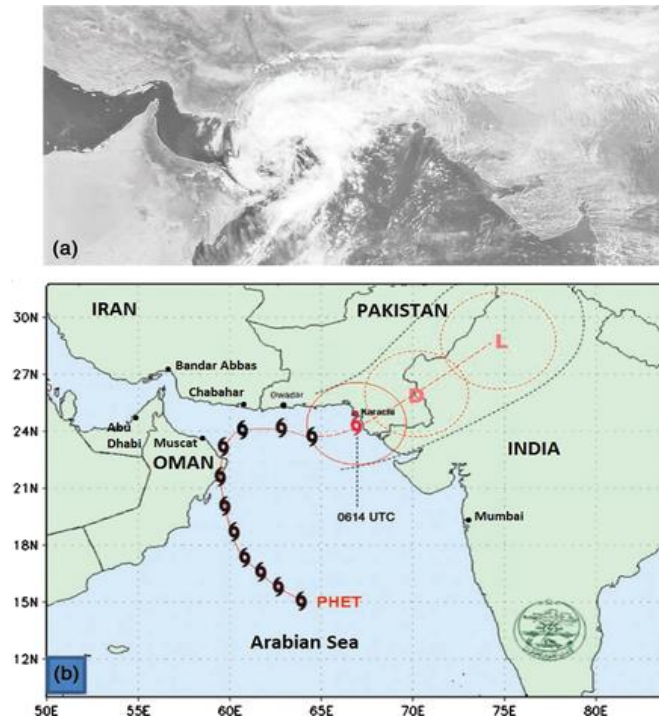 (a)
30N
27N
24N
21N
18N
15N
12N
IRAN
PAKISTAN
L
Bandar Abbas
Chabahar
Gwadar
Karachi
D
Abu
Dhabi
Muscat
OMAN
INDIA
0614 UTC
Mumbai
PHET
Arabian Sea
(b)
50E
55E
60E
65E
70E
75E
80E